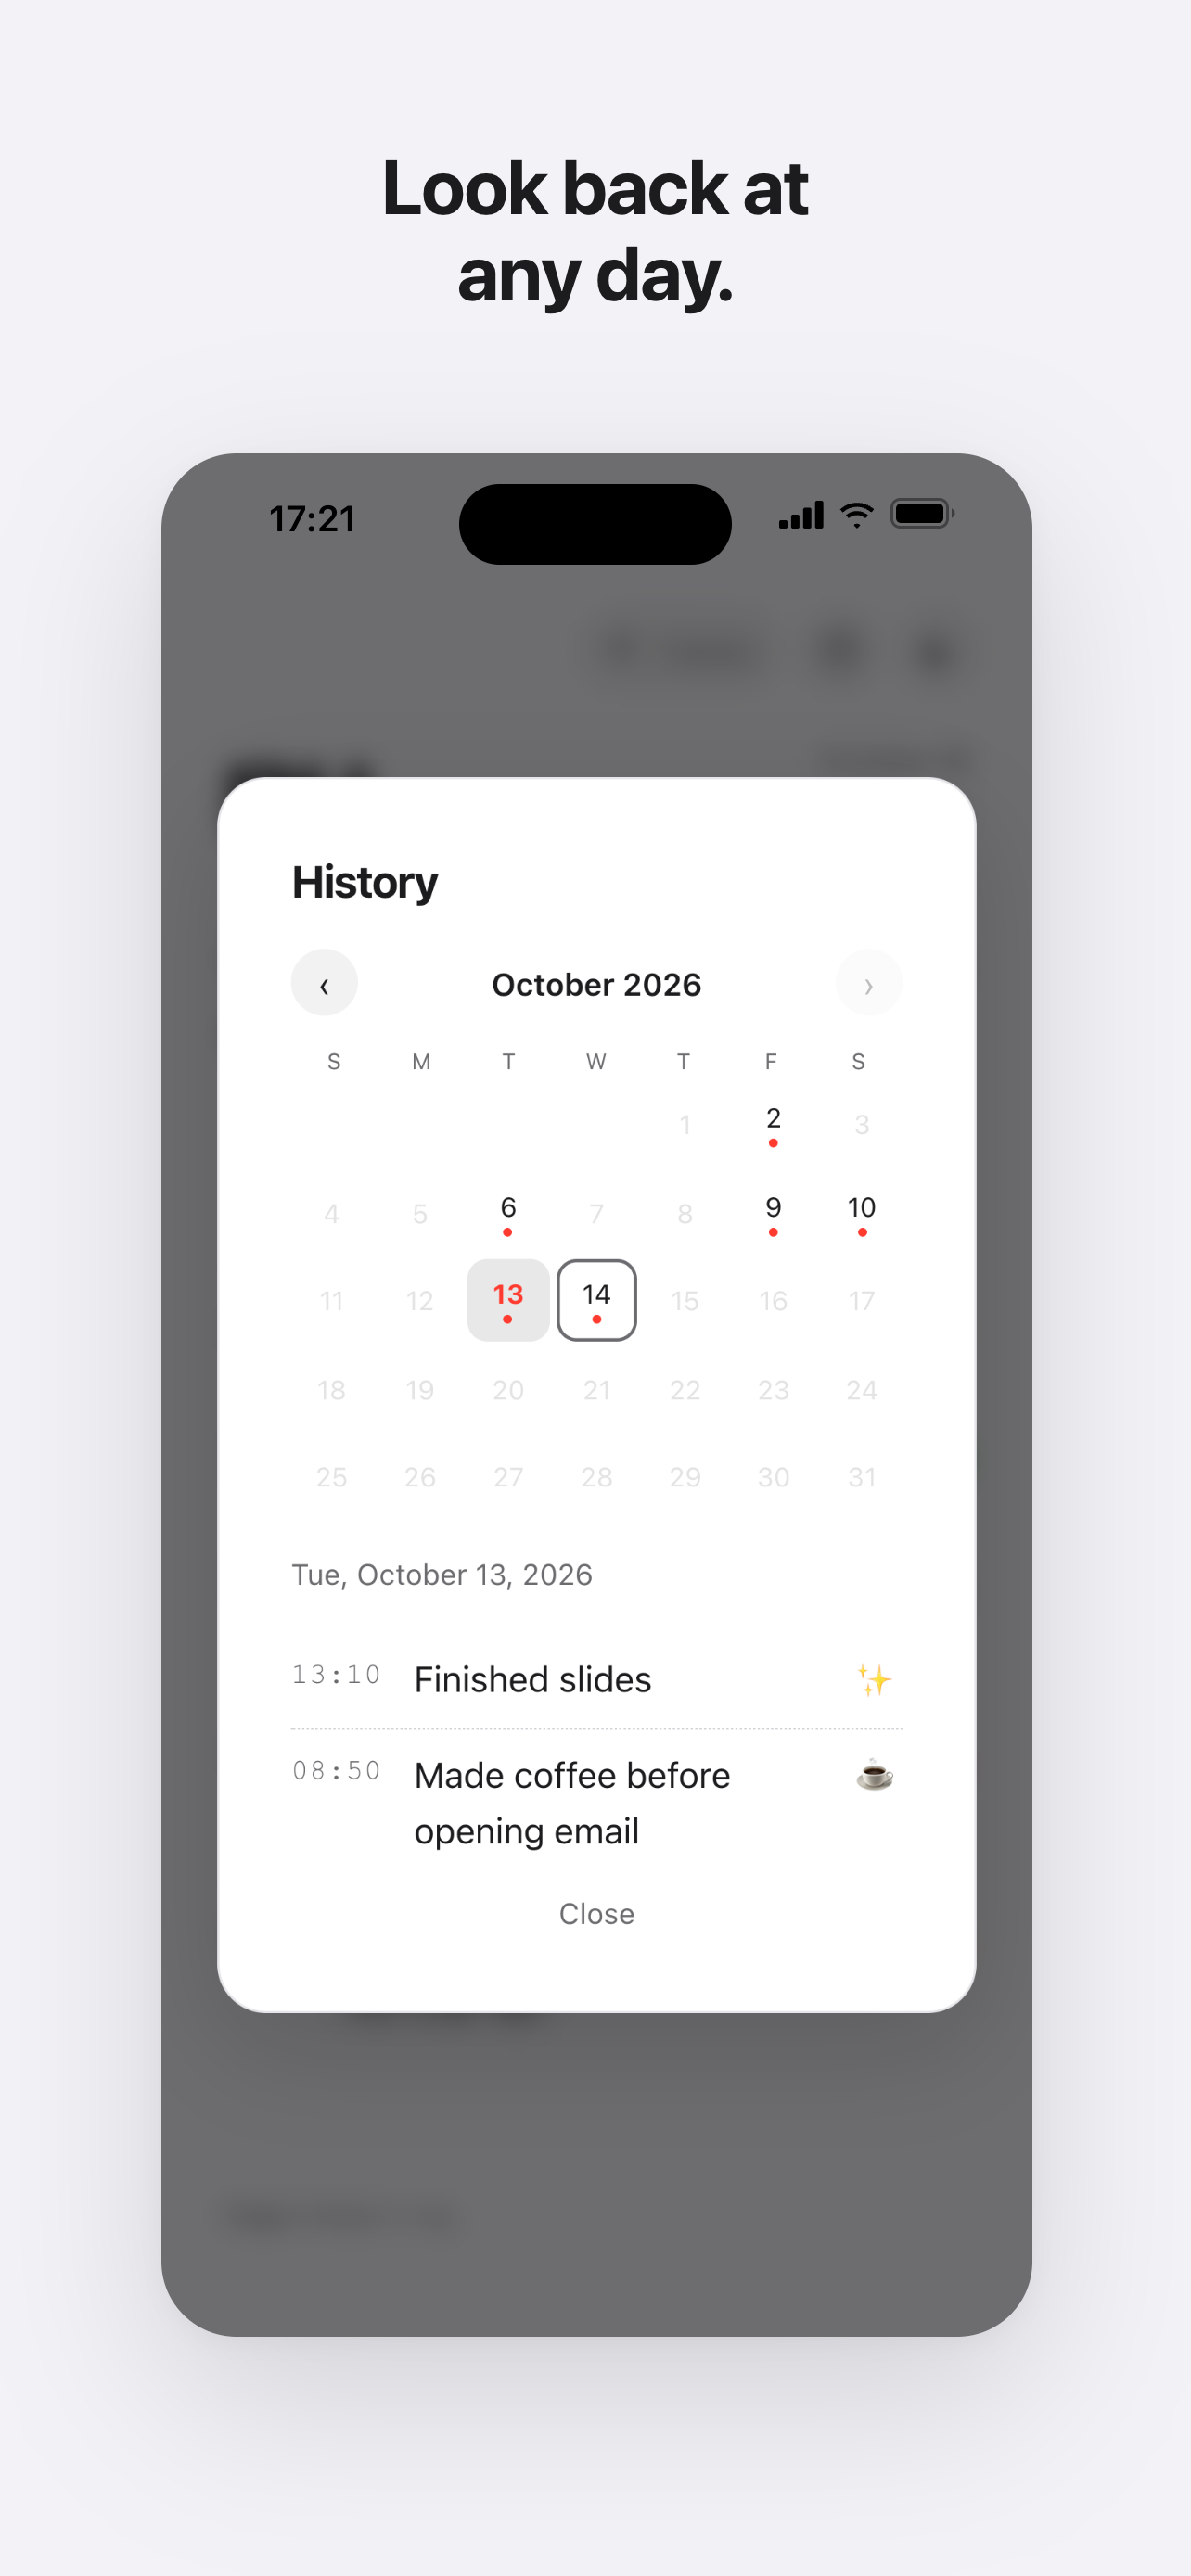 Look back at
any day.
17:21
History
‹ October 2026 ›
S M T W T F S
1 2 3
4 5 6 7 8 9 10
11 12 13 14 15 16 17
18 19 20 21 22 23 24
25 26 27 28 29 30 31
Tue, October 13, 2026
13:10 Finished slides
08:50 Made coffee before
opening email
Close